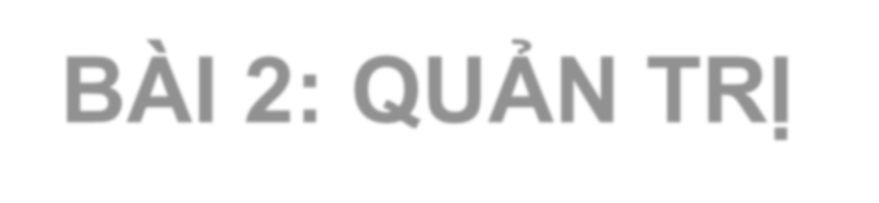 BÀI 2: QUẢN TRỊ